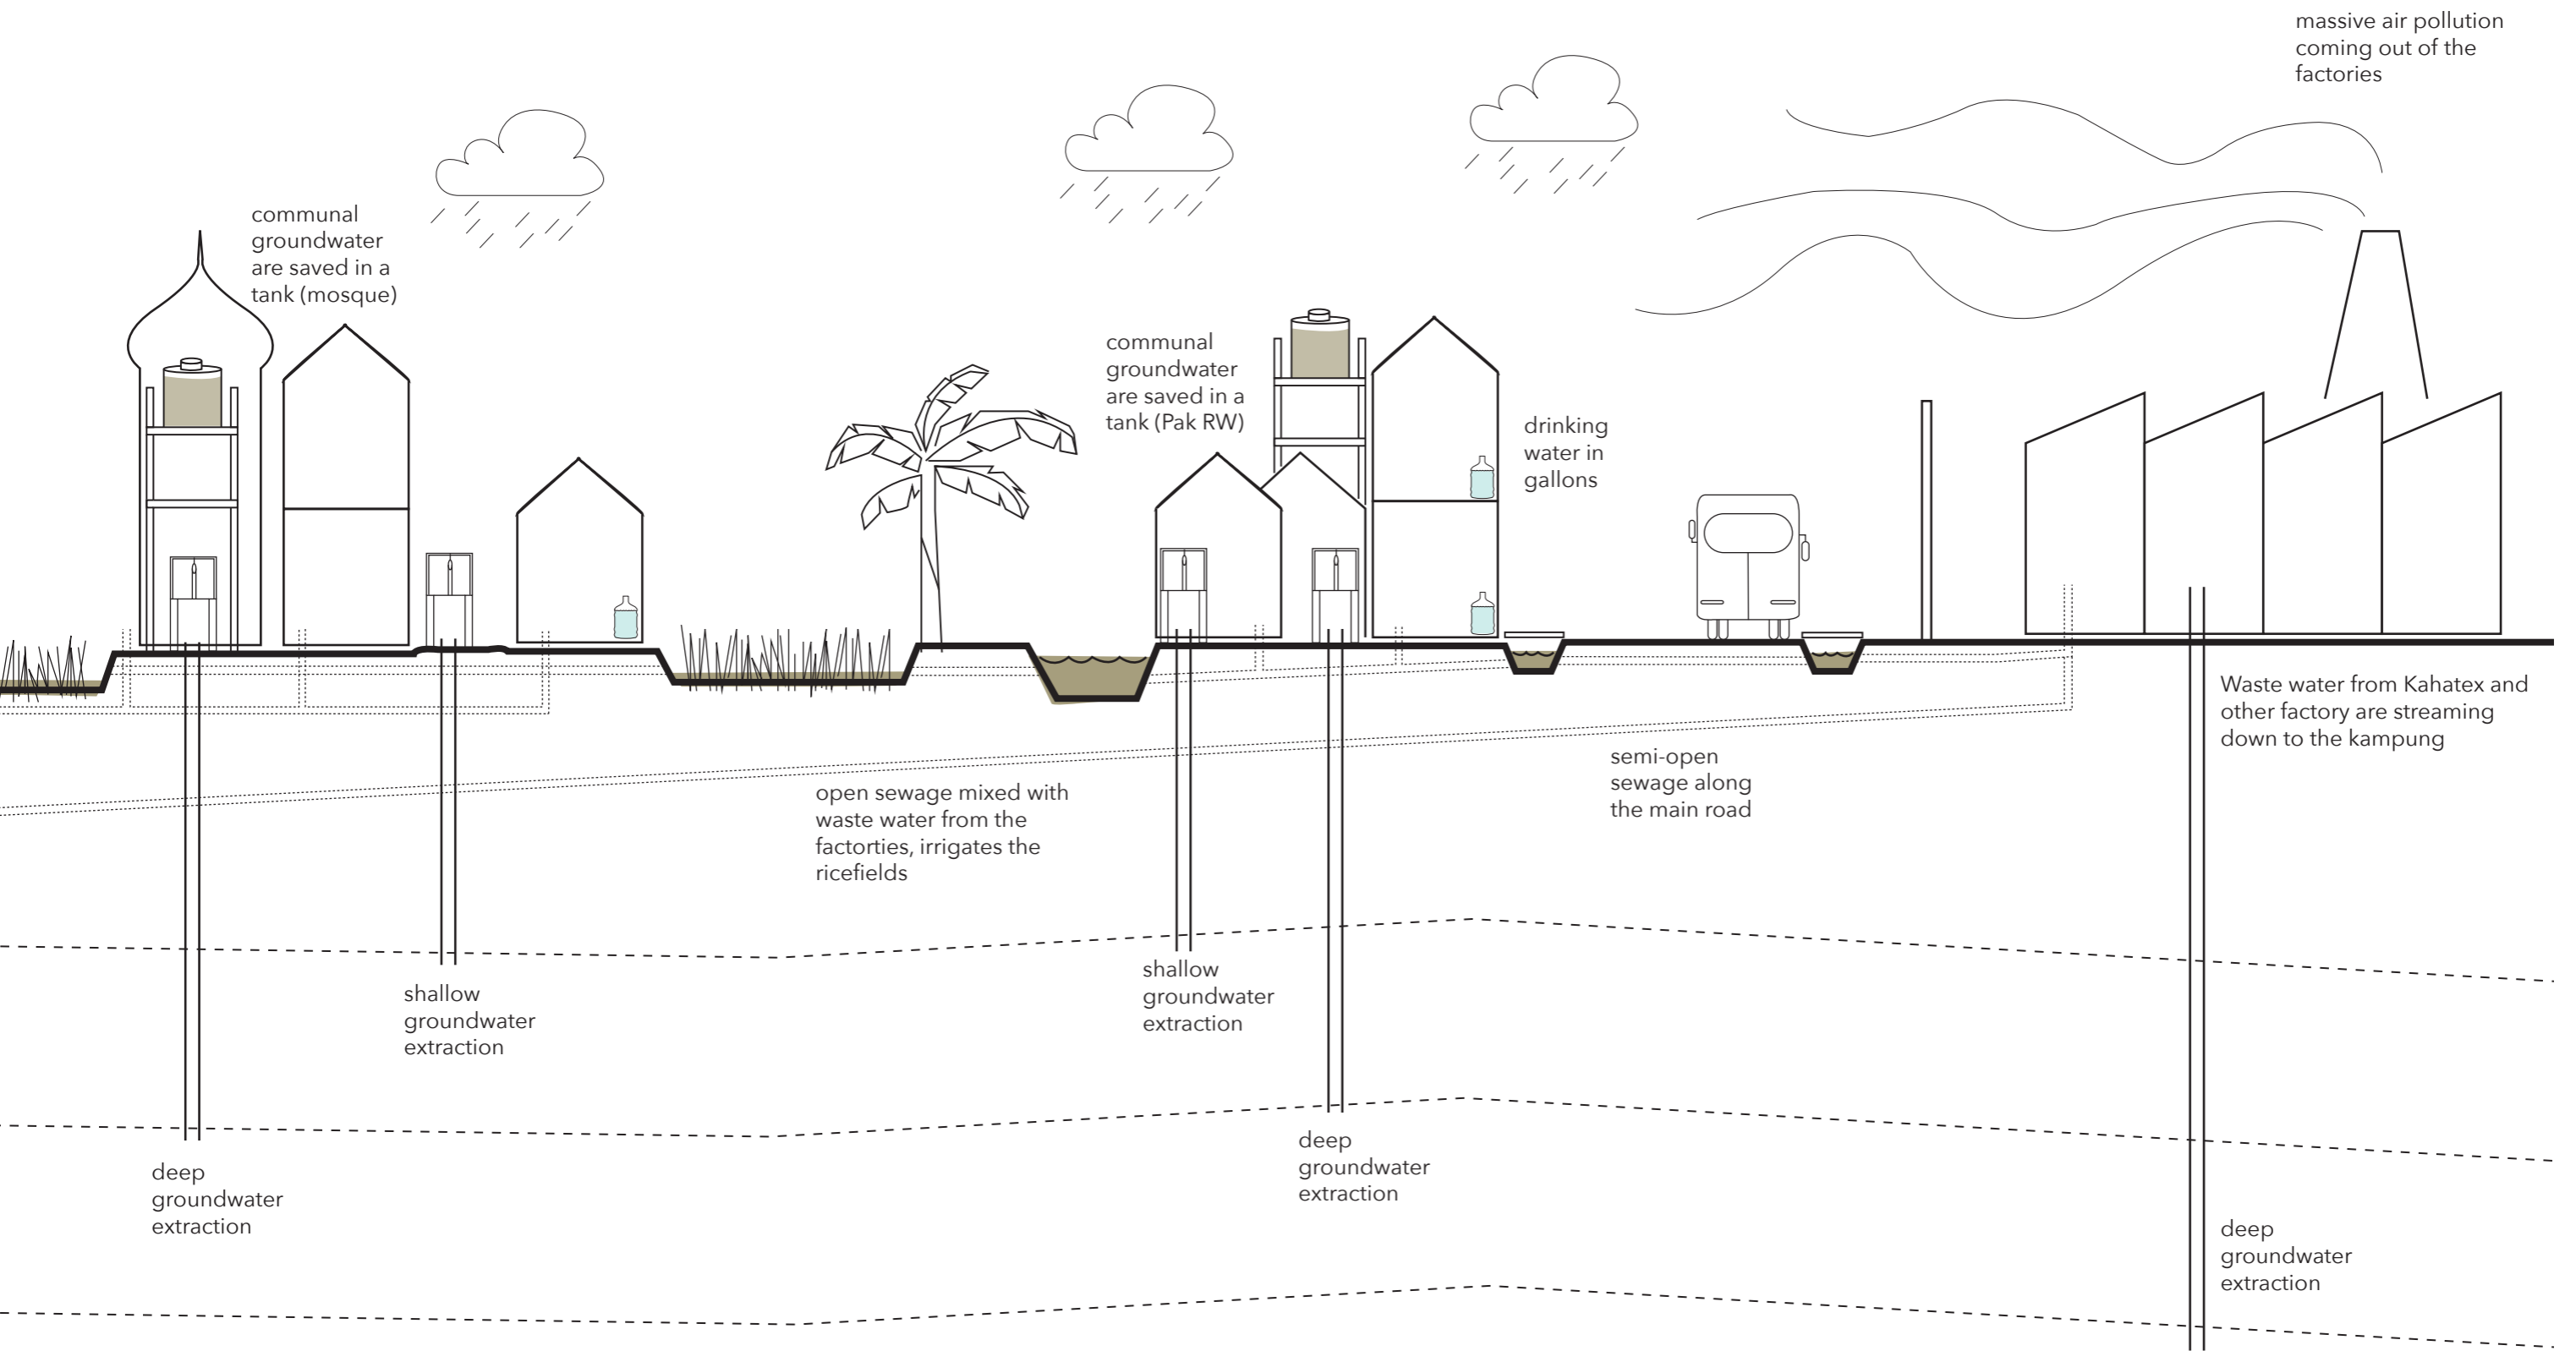 massive air pollution
coming out of the
factories
communal
groundwater
are saved in a
tank (mosque)
communal
groundwater
are saved in a
tank (Pak RW)
drinking
water in
gallons
Waste water from Kahatex and
other factory are streaming
down to the kampung
semi-open
sewage along
the main road
open sewage mixed with
waste water from the
factorties, irrigates the
ricefields
shallow
groundwater
extraction
shallow
groundwater
extraction
deep
groundwater
extraction
deep
groundwater
extraction
deep
groundwater
extraction